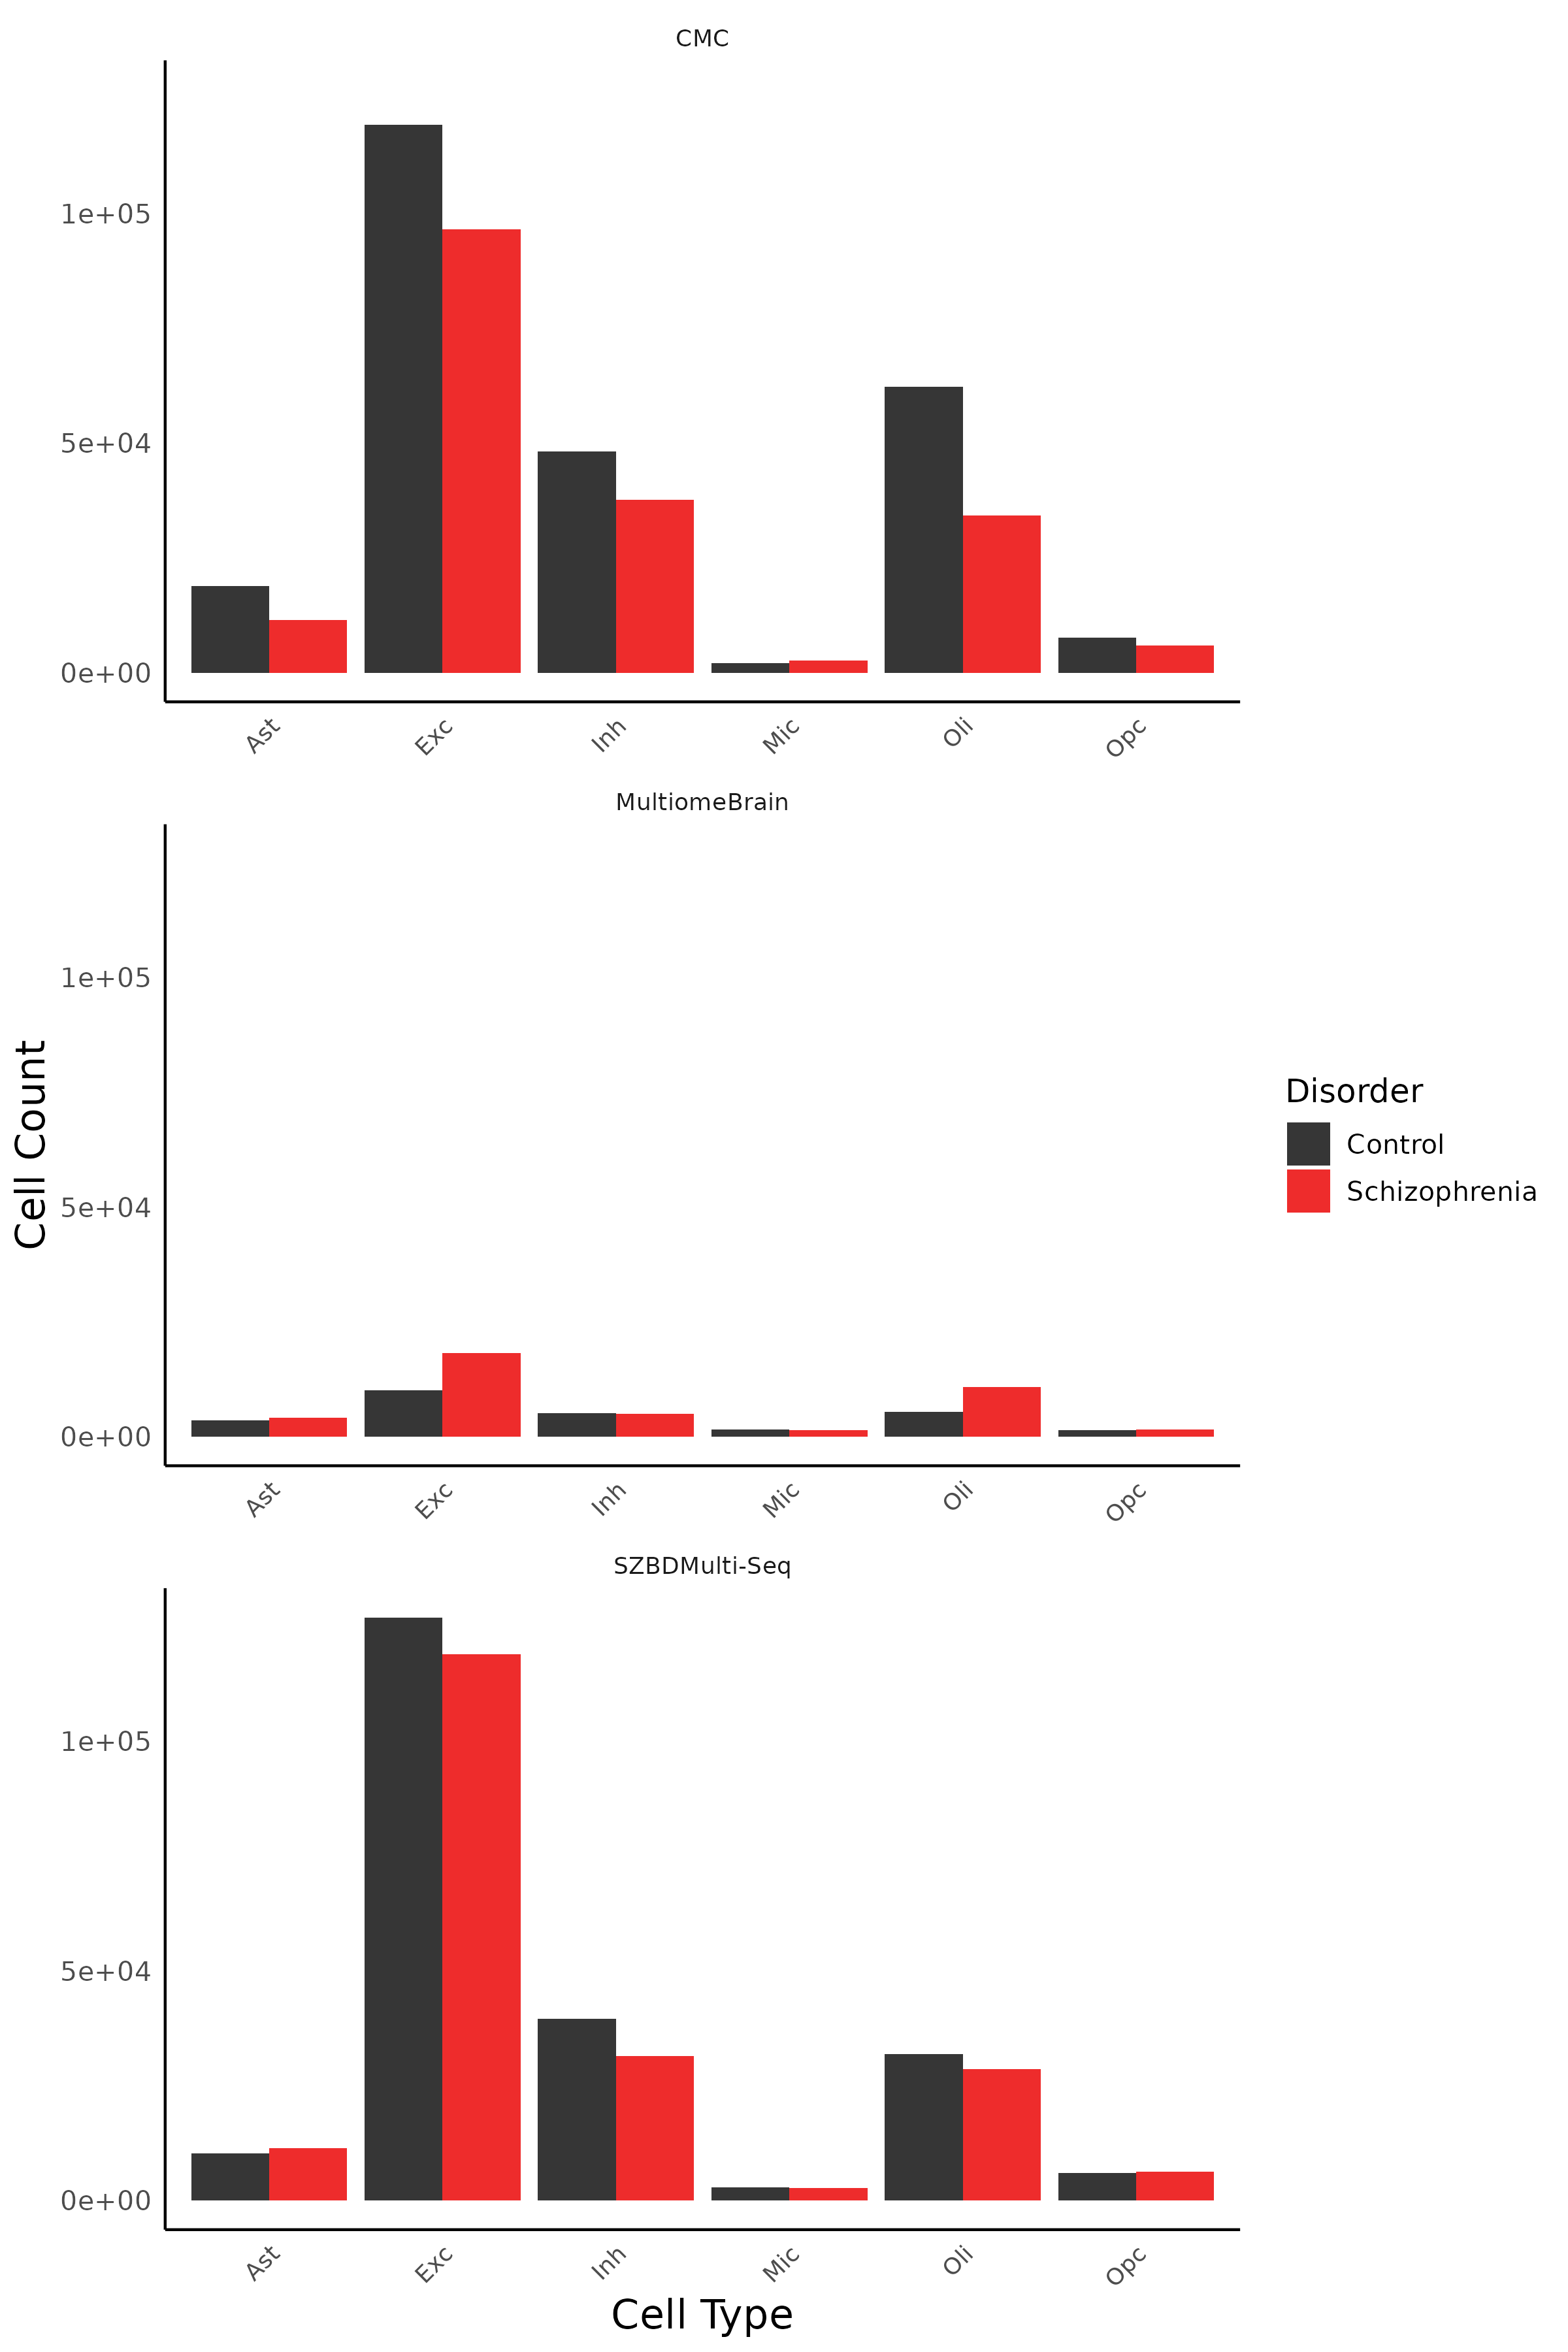 CMC
1e+05
5e+04
0e+00
Ast
Exc
Inh
Mic
Oli
Opc
MultiomeBrain
1e+05
5e+04
0e+00
Ast
Exc
Inh
Mic
Oli
Opc
SZBDMulti-Seq
1e+05
5e+04
0e+00
Ast
Exc
Inh
Mic
Oli
Opc
Cell Type
Cell Count
Disorder
Control
Schizophrenia